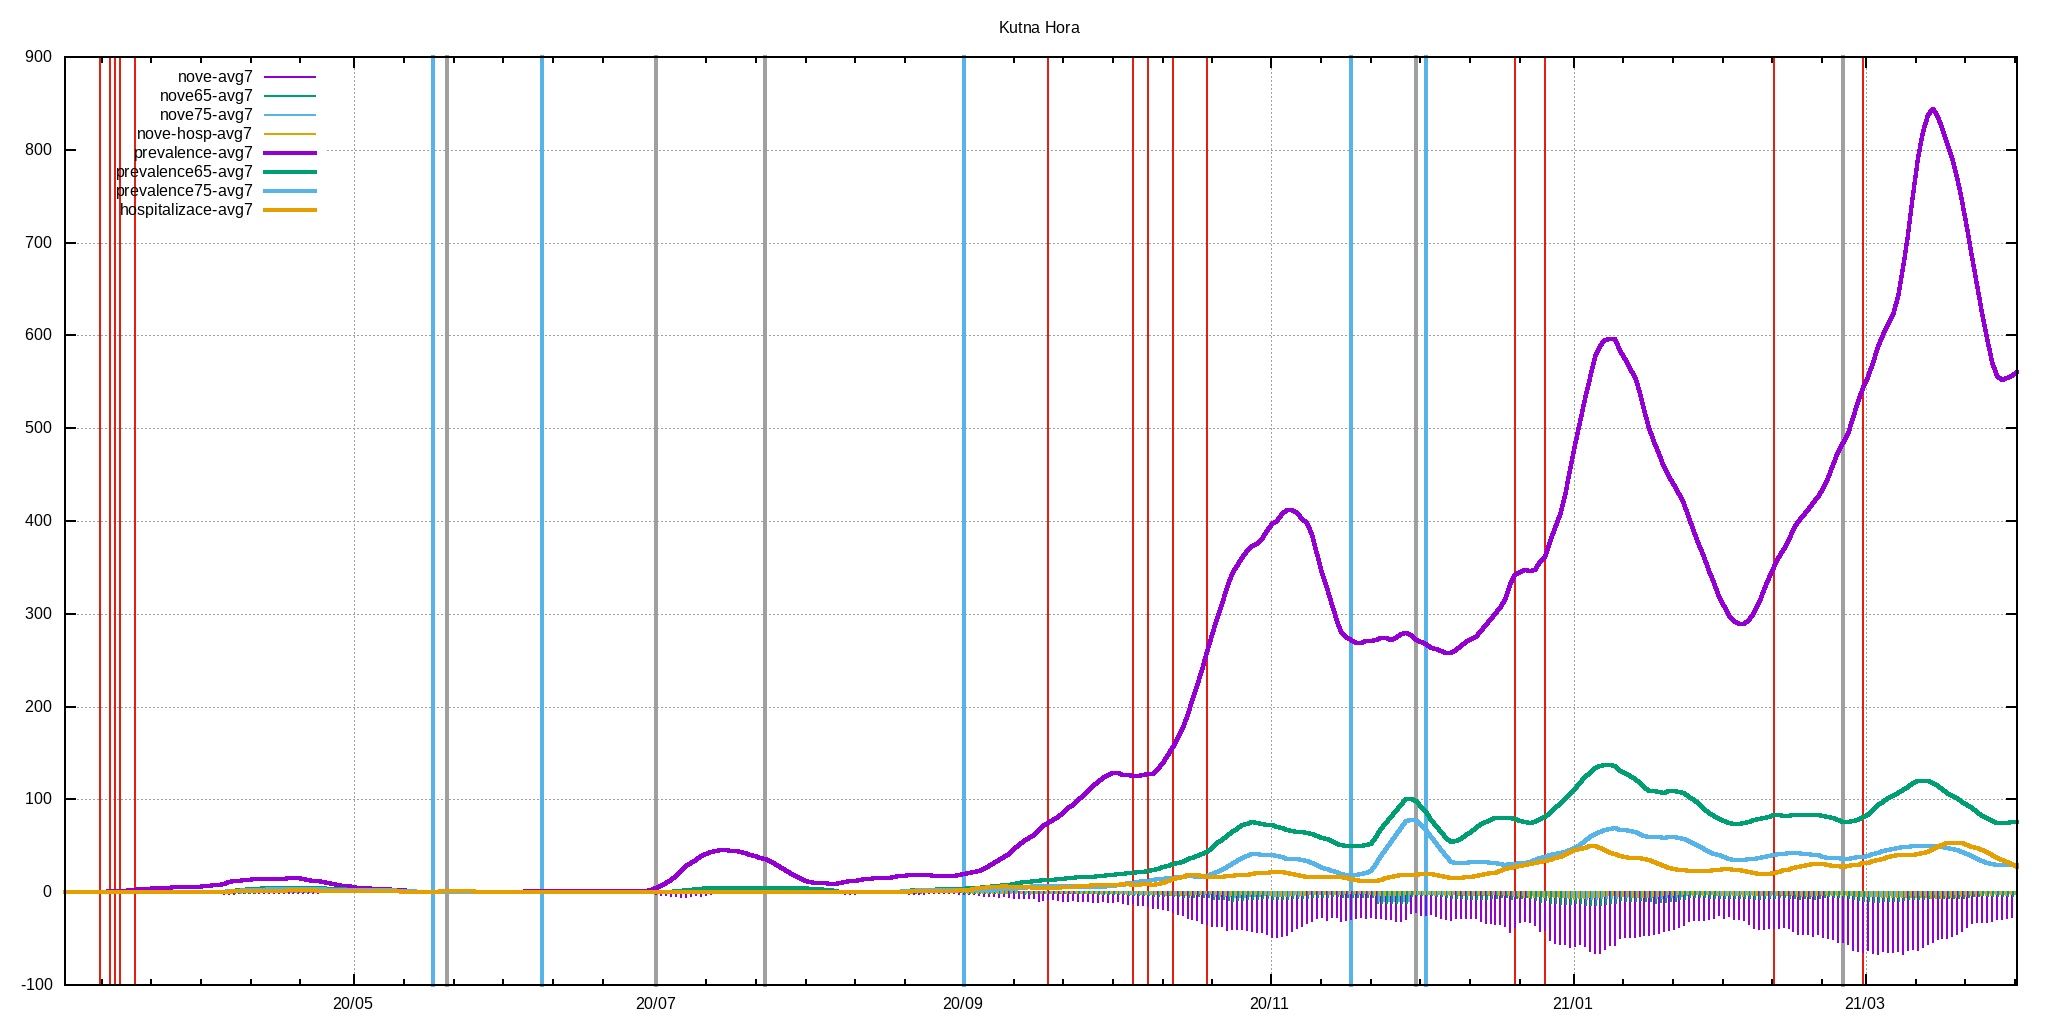 Kutna Hora
900
800
700
600
500
400
300
200
100
0
-100
nove-avg7
nove65-avg7
nove75-avg7
nove-hosp-avg7
prevalence-avg7
prevalence65-avg7
prevalence75-avg7
hospitalizace-avg7
20/05 20/07 20/09 20/11 21/01 21/03